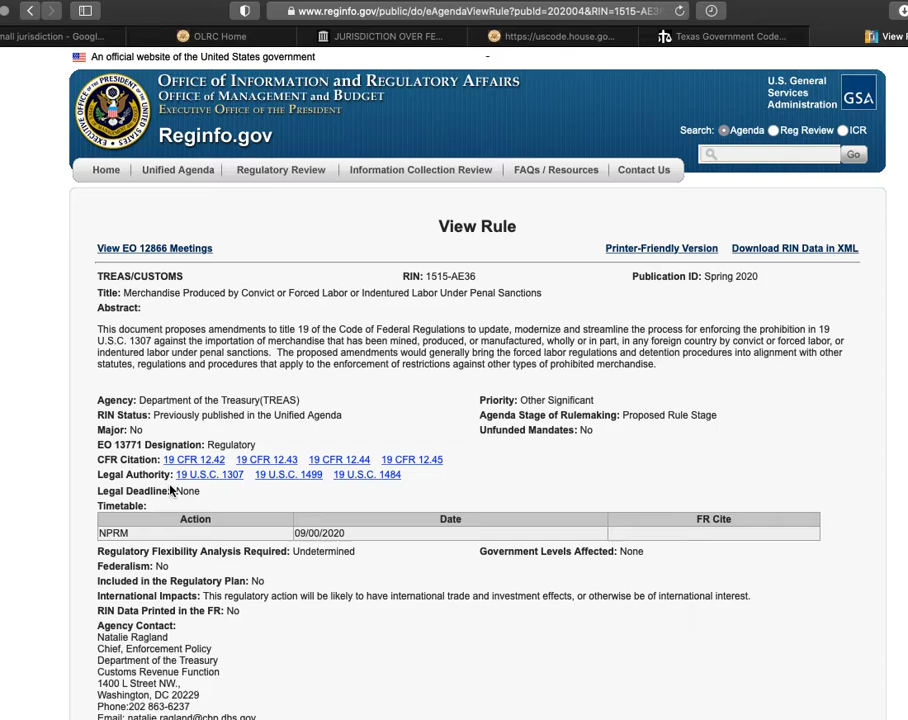 www.reginfo.gov/public/do/eAgendaViewRule?pubId=202004&RIN=1515-AE3
mall jurisdiction - Googl...
OLRC Home
JURISDICTION OVER FE...
https://uscode.house.go...
Texas Government Code...
View F
An official website of the United States government
OFFICE OF INFORMATION AND REGULATORY AFFAIRS
OFFICE OF MANAGEMENT AND BUDGET
EXECUTIVE OFFICE OF THE PRESIDENT
Reginfo.gov
U.S. General
Services
Administration
GSA
Search: Agenda Reg Review ICR
Go
Home Unified Agenda Regulatory Review Information Collection Review FAQs / Resources Contact Us
View Rule
View EO 12866 Meetings Printer-Friendly Version Download RIN Data in XML
TREAS/CUSTOMS RIN: 1515-AE36 Publication ID: Spring 2020
Title: Merchandise Produced by Convict or Forced Labor or Indentured Labor Under Penal Sanctions
Abstract:
This document proposes amendments to title 19 of the Code of Federal Regulations to update, modernize and streamline the process for enforcing the prohibition in 19
U.S.C. 1307 against the importation of merchandise that has been mined, produced, or manufactured, wholly or in part, in any foreign country by convict or forced labor, or
indentured labor under penal sanctions. The proposed amendments would generally bring the forced labor regulations and detention procedures into alignment with other
statutes, regulations and procedures that apply to the enforcement of restrictions against other types of prohibited merchandise.
Agency: Department of the Treasury(TREAS) Priority: Other Significant
RIN Status: Previously published in the Unified Agenda Agenda Stage of Rulemaking: Proposed Rule Stage
Major: No Unfunded Mandates: No
EO 13771 Designation: Regulatory
CFR Citation: 19 CFR 12.42 19 CFR 12.43 19 CFR 12.44 19 CFR 12.45
Legal Authority: 19 U.S.C. 1307 19 U.S.C. 1499 19 U.S.C. 1484
Legal Deadline: None
Timetable:
Action Date FR Cite
NPRM 09/00/2020
Regulatory Flexibility Analysis Required: Undetermined Government Levels Affected: None
Federalism: No
Included in the Regulatory Plan: No
International Impacts: This regulatory action will be likely to have international trade and investment effects, or otherwise be of international interest.
RIN Data Printed in the FR: No
Agency Contact:
Natalie Ragland
Chief, Enforcement Policy
Department of the Treasury
Customs Revenue Function
1400 L Street NW.,
Washington, DC 20229
Phone:202 863-6237
Email: natalie.ragland@cbp.dhs.gov